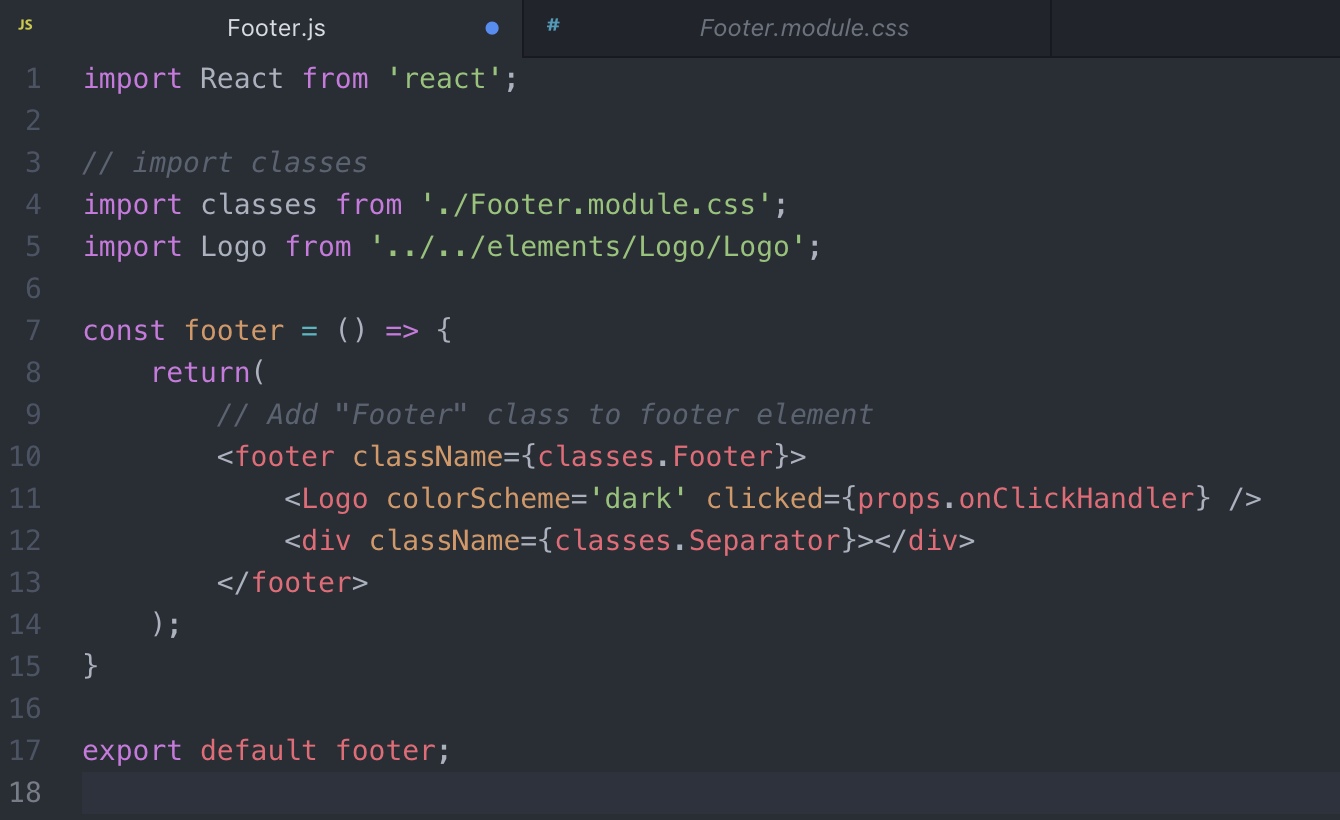 JS Footer.js # Footer.module.css
1 import React from 'react';
2
3 // import classes
4 import classes from './Footer.module.css';
5 import Logo from '../../elements/Logo/Logo';
6
7 const footer = () => {
8     return(
9         // Add "Footer" class to footer element
10         <footer className={classes.Footer}>
11             <Logo colorScheme='dark' clicked={props.onClickHandler} />
12             <div className={classes.Separator}></div>
13         </footer>
14     );
15 }
16
17 export default footer;
18